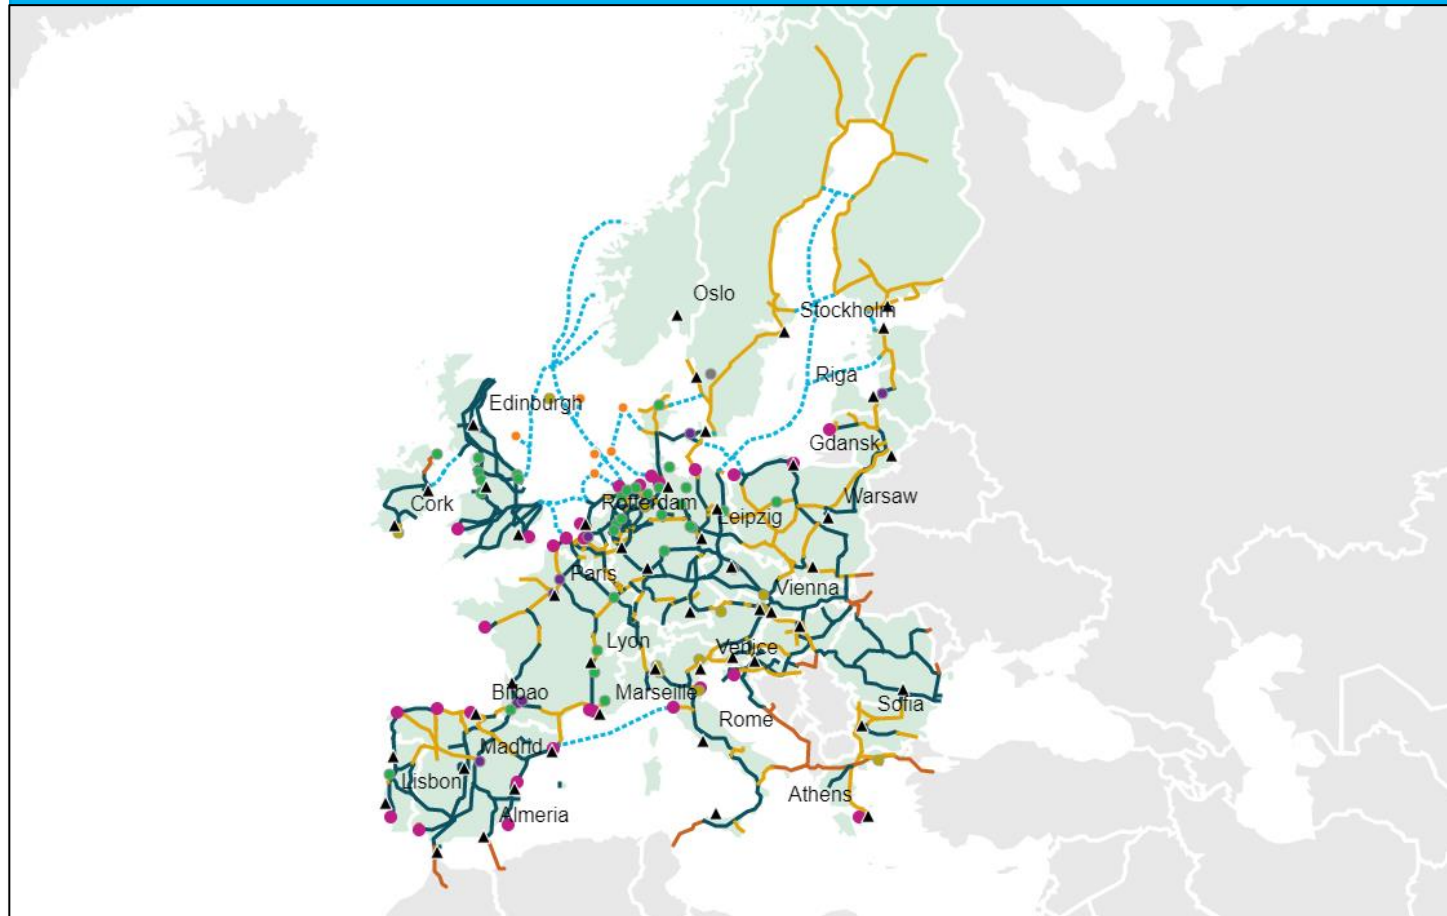 Oslo
Stockholm
Riga
Edinburgh
Gdansk
Cork
Rotterdam
Warsaw
Leipzig
Paris
Vienna
Lyon
Venice
Bilbao
Marseille
Sofia
Rome
Madrid
Lisbon
Athens
Almeria